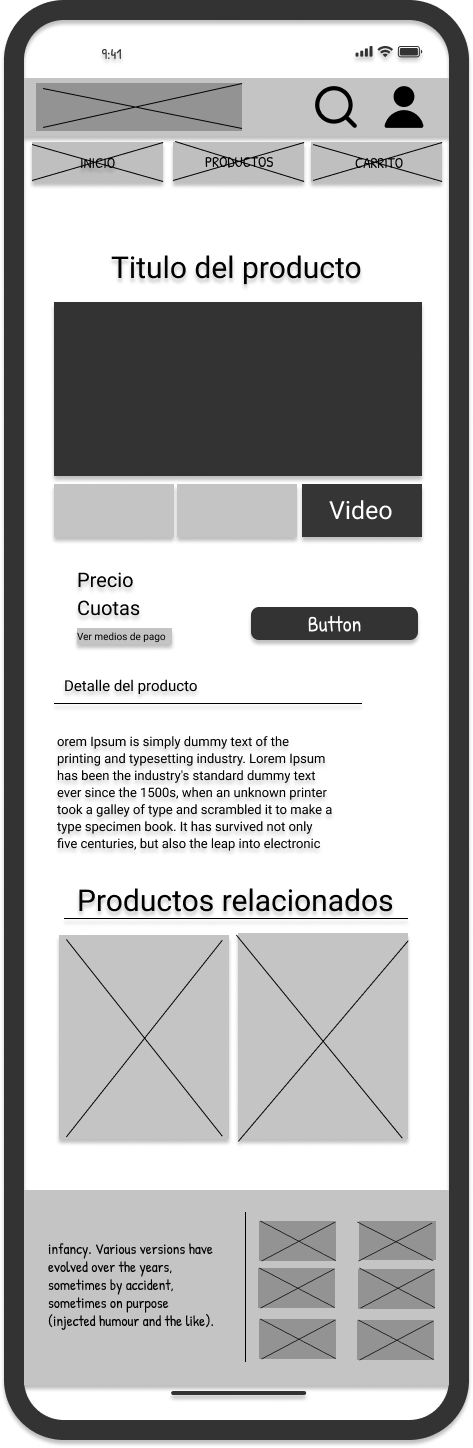 9:41
INICIO PRODUCTOS CARRITO
Titulo del producto
Video
Precio
Cuotas
Ver medios de pago
Button
Detalle del producto
orem Ipsum is simply dummy text of the
printing and typesetting industry. Lorem Ipsum
has been the industry's standard dummy text
ever since the 1500s, when an unknown printer
took a galley of type and scrambled it to make a
type specimen book. It has survived not only
five centuries, but also the leap into electronic
Productos relacionados
infancy. Various versions have
evolved over the years,
sometimes by accident,
sometimes on purpose
(injected humour and the like).